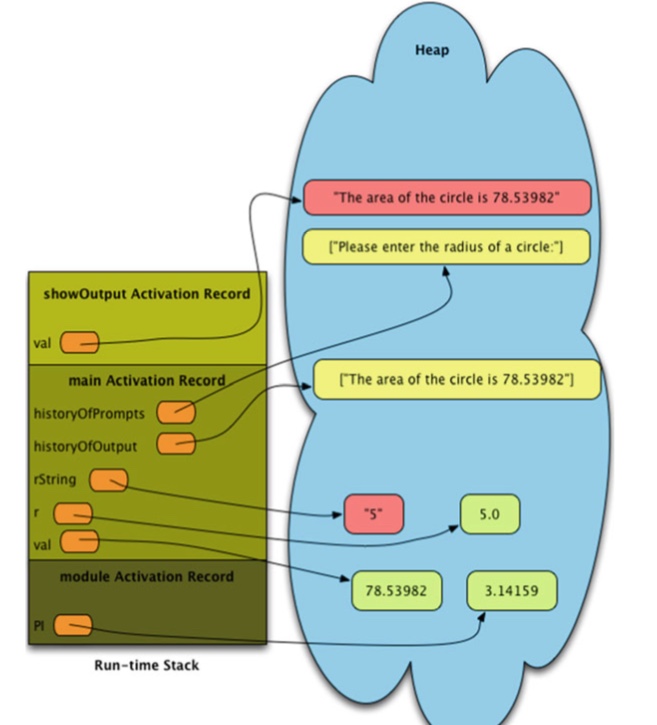 Heap
"The area of the circle is 78.53982"
["Please enter the radius of a circle:"]
showOutput Activation Record
val
main Activation Record
["The area of the circle is 78.53982"]
historyOfPrompts
historyOfOutput
rString
r
"5"
5.0
val
module Activation Record
78.53982
3.14159
PI
Run-time Stack